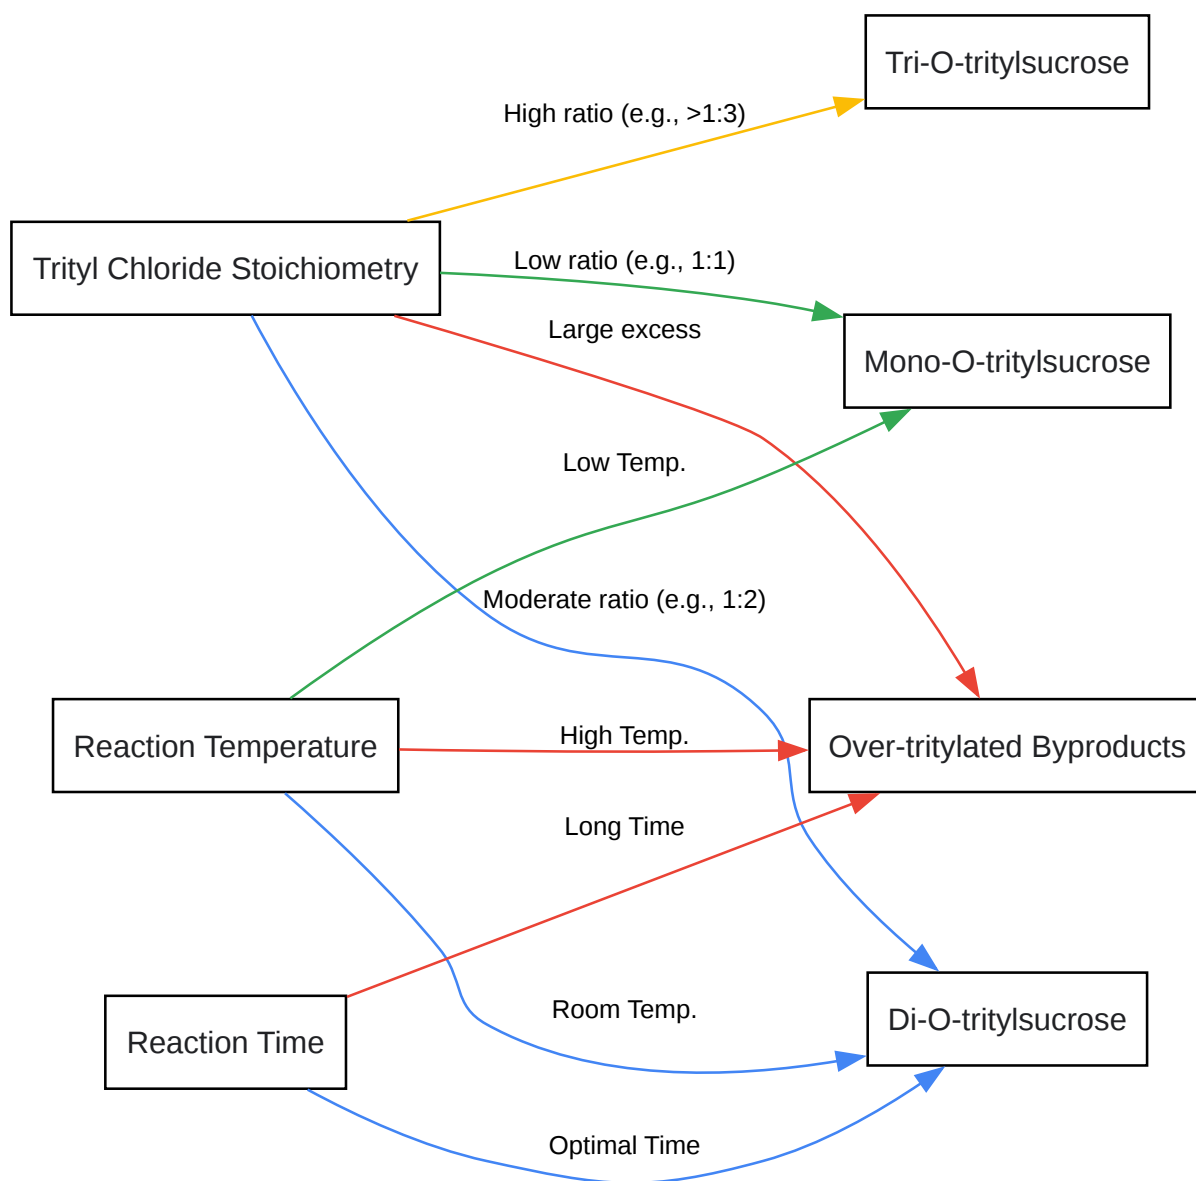 Tri-O-tritylsucrose
High ratio (e.g., >1:3)
Trityl Chloride Stoichiometry
Low ratio (e.g., 1:1)
Large excess
Mono-O-tritylsucrose
Low Temp.
Moderate ratio (e.g., 1:2)
Reaction Temperature
High Temp.
Over-tritylated Byproducts
Long Time
Room Temp.
Di-O-tritylsucrose
Reaction Time
Optimal Time